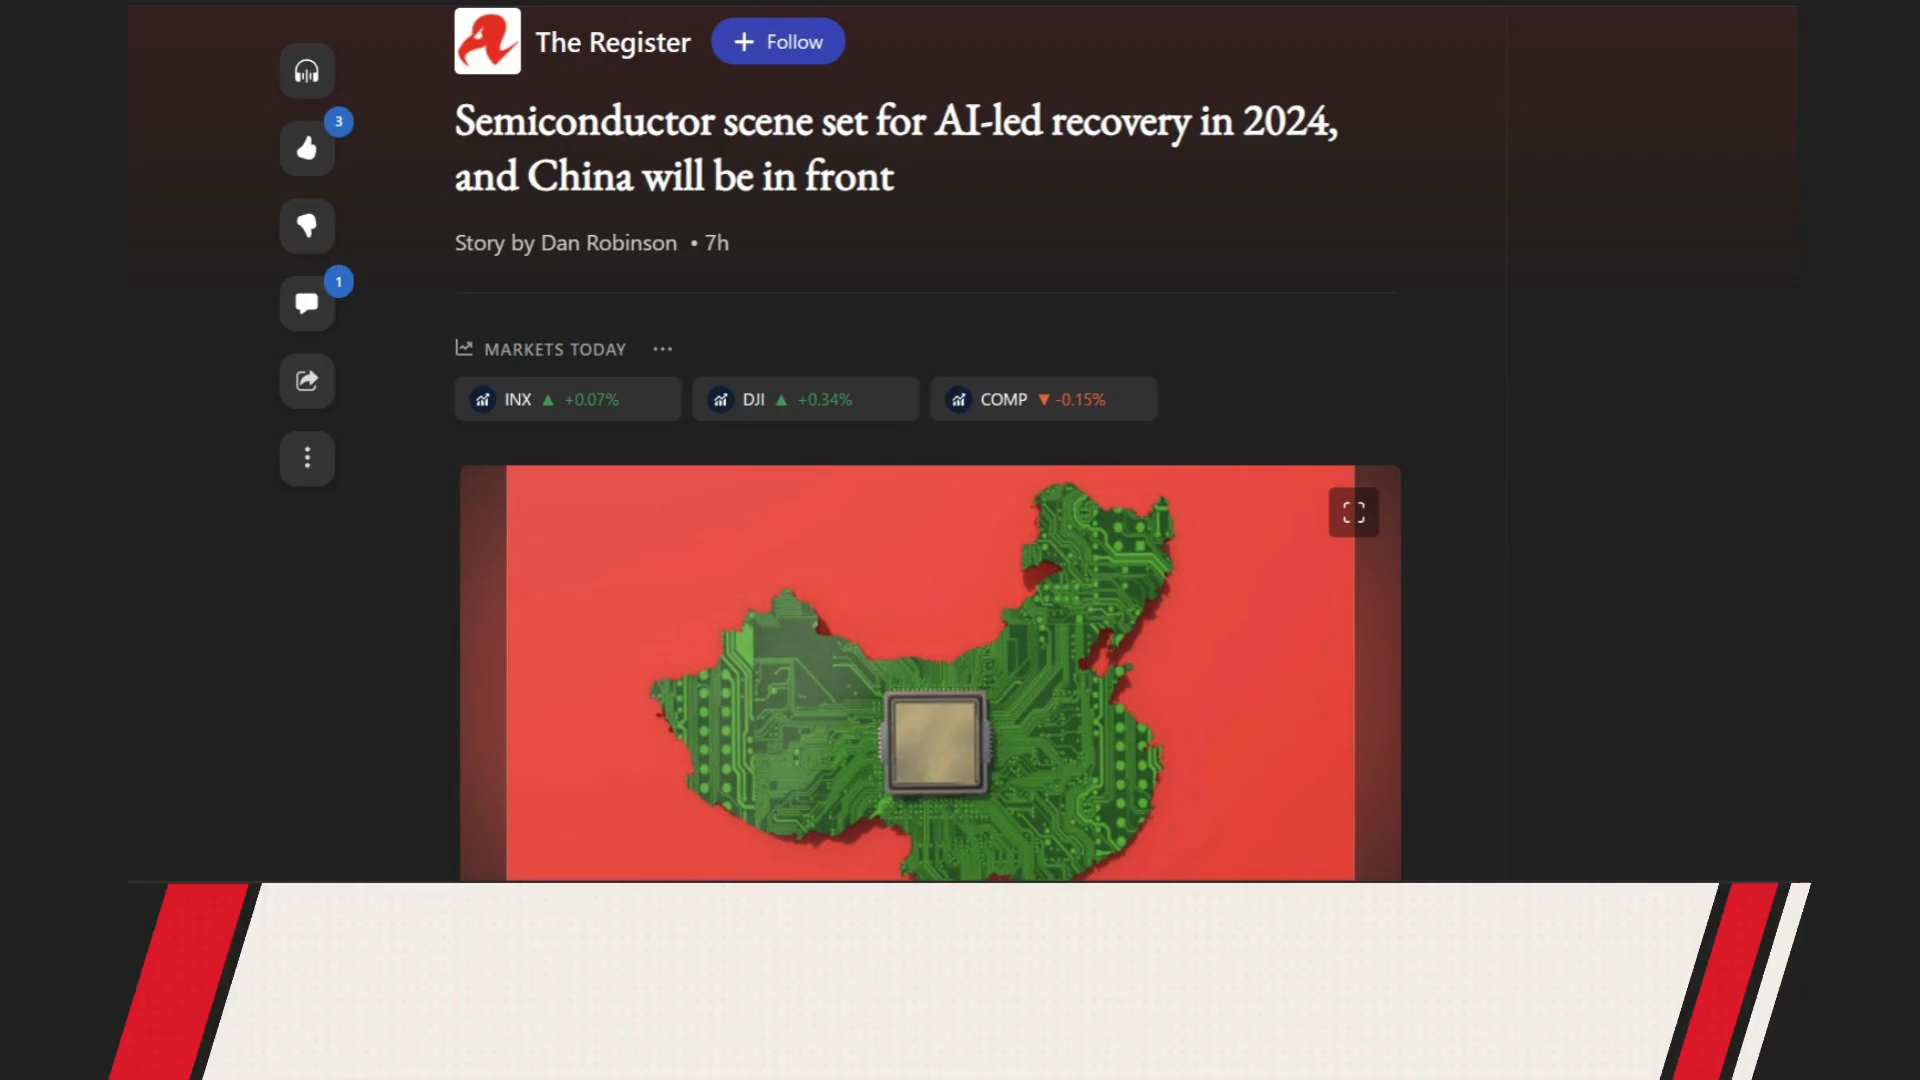 The Register
+ Follow
Semiconductor scene set for AI-led recovery in 2024,
and China will be in front
Story by Dan Robinson • 7h
3
1
MARKETS TODAY ...
INX ▲ +0.07%
DJI ▲ +0.34%
COMP ▼ -0.15%